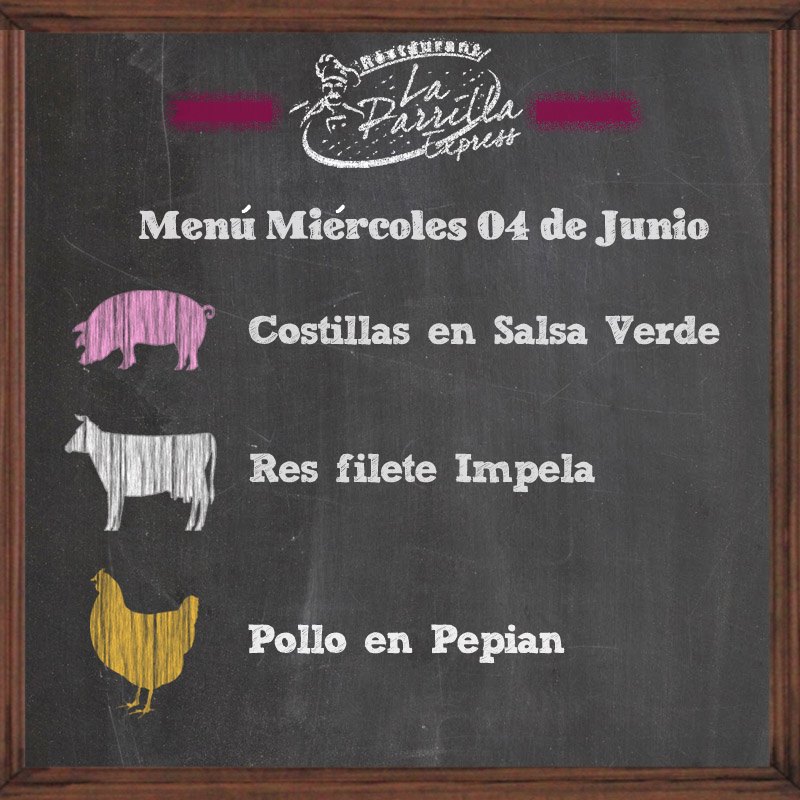 Restaurant
La
Parrilla
Express
Menú Miércoles 04 de Junio
Costillas en Salsa Verde
Res filete Impela
Pollo en Pepian